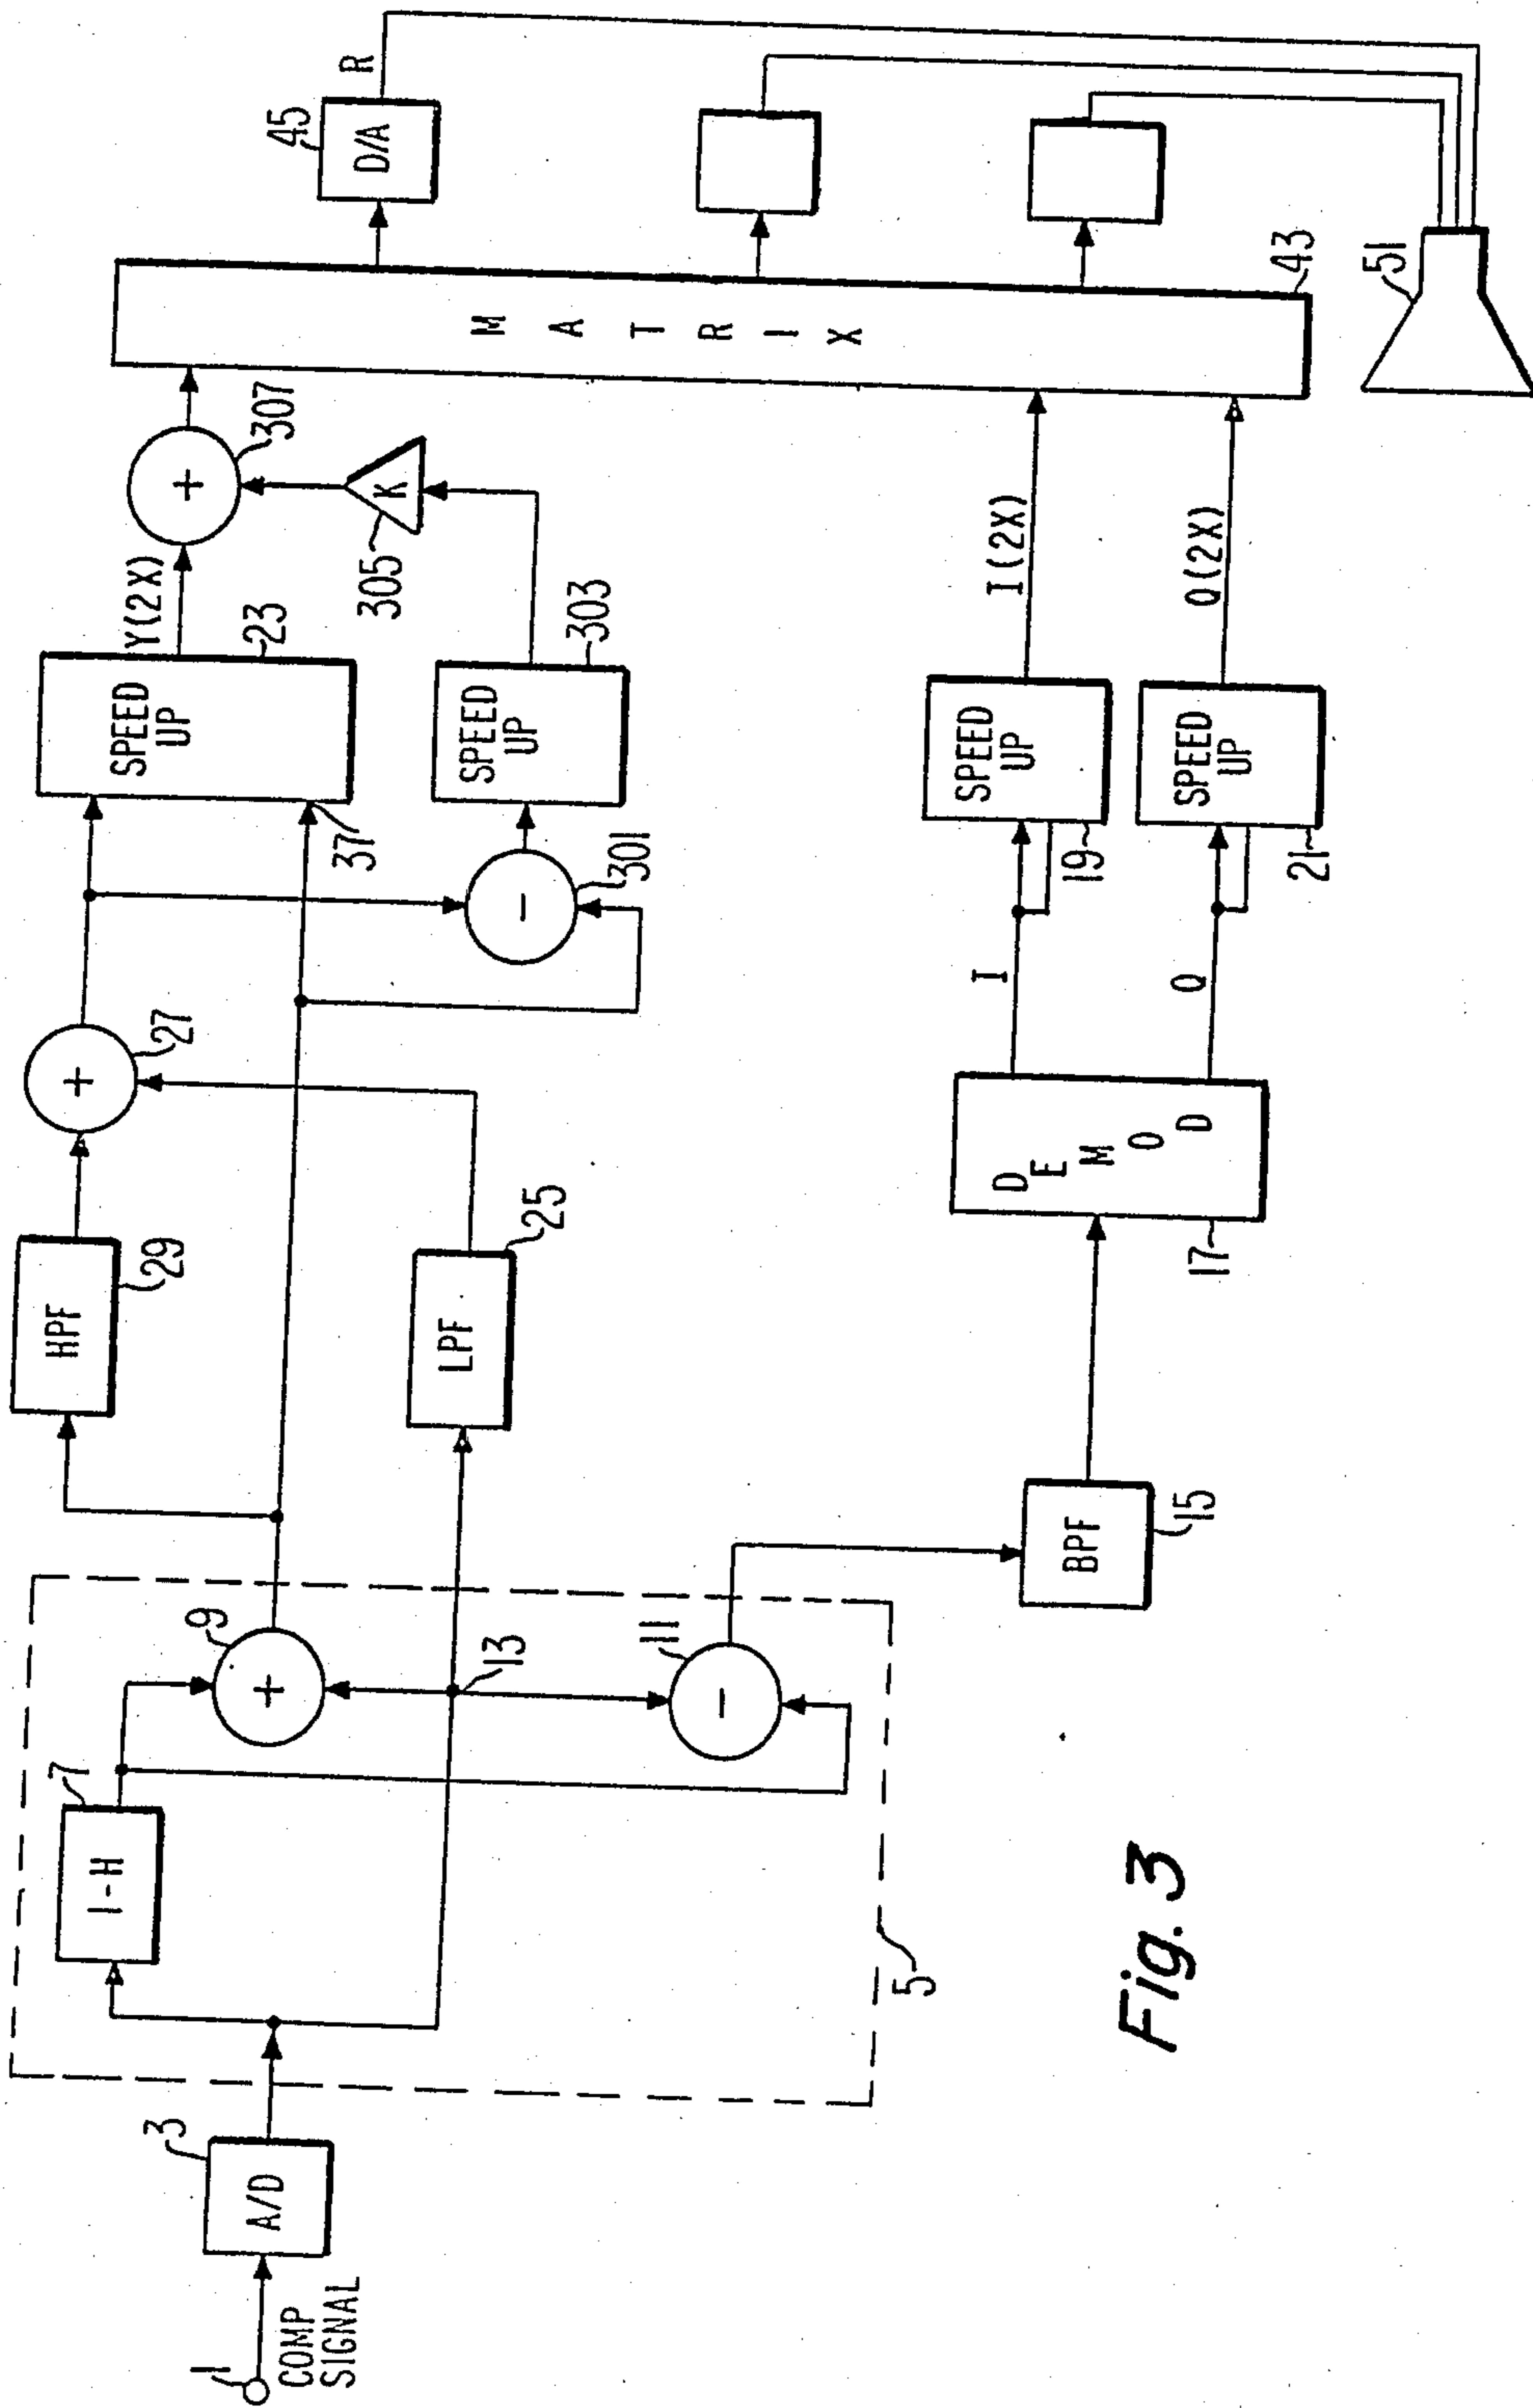 1
COMP
SIGNAL
3
A/D
5
7
1-H
9
+
13
11
-
HPF
29
LPF
25
BPF
15
+
27
DEMOD
17
I
Q
37
-
301
SPEED
UP
23
SPEED
UP
303
SPEED
UP
19
SPEED
UP
21
Y(2X)
K
305
+
307
I(2X)
Q(2X)
MATRIX
43
45
D/A
R
51
Fig. 3